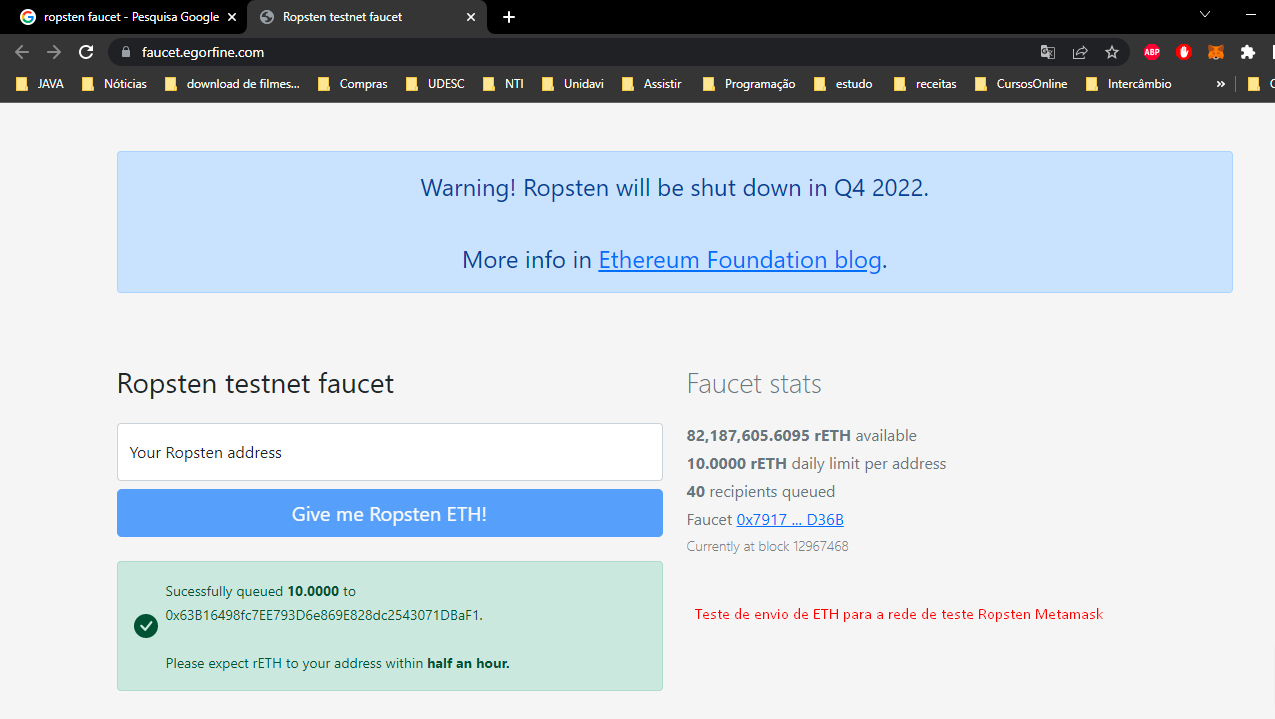 ropsten faucet - Pesquisa Google
Ropsten testnet faucet
faucet.egorfine.com
ABP
JAVA
Nóticias
download de filmes...
Compras
UDESC
NTI
Unidavi
Assistir
Programação
estudo
receitas
CursosOnline
Intercâmbio
»
Warning! Ropsten will be shut down in Q4 2022.
More info in Ethereum Foundation blog.
Ropsten testnet faucet
Your Ropsten address
Give me Ropsten ETH!
Sucessfully queued 10.0000 to
0x63B16498fc7EE793D6e869E828dc2543071DBaF1.
Please expect rETH to your address within half an hour.
Faucet stats
82,187,605.6095 rETH available
10.0000 rETH daily limit per address
40 recipients queued
Faucet 0x7917 ... D36B
Currently at block 12967468
Teste de envio de ETH para a rede de teste Ropsten Metamask